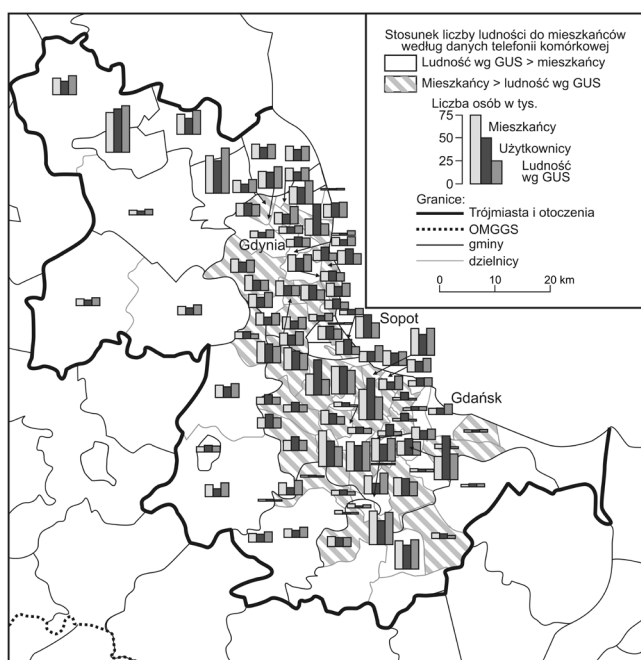 Stosunek liczby ludności do mieszkańców
według danych telefonii komórkowej
Ludność wg GUS > mieszkańcy
Mieszkańcy > ludność wg GUS
Liczba osób w tys.
75
50
25
0
Mieszkańcy
Użytkownicy
Ludność
wg GUS
Granice:
Trójmiasta i otoczenia
OMGGS
gminy
dzielnicy
0 10 20 km
Gdynia
Sopot
Gdańsk